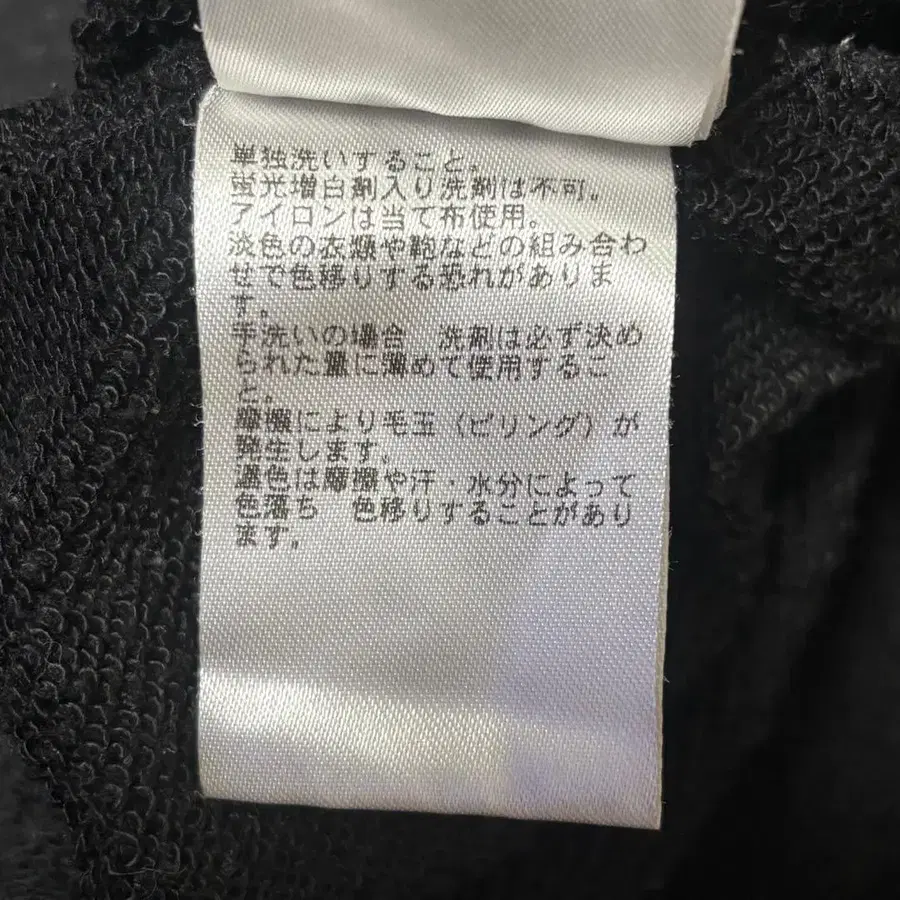 単独洗いすること。
蛍光増白剤入り洗剤は不可。
アイロンは当て布使用。
淡色の衣類や鞄などの組み合わ
せで色移りする恐れがありま
す。
手洗いの場合　洗剤は必ず決め
られた量に薄めて使用するこ
と。
摩擦により毛玉（ピリング）が
発生します。
濃色は摩擦や汗・水分によって
色落ち　色移りすることがあり
ます。